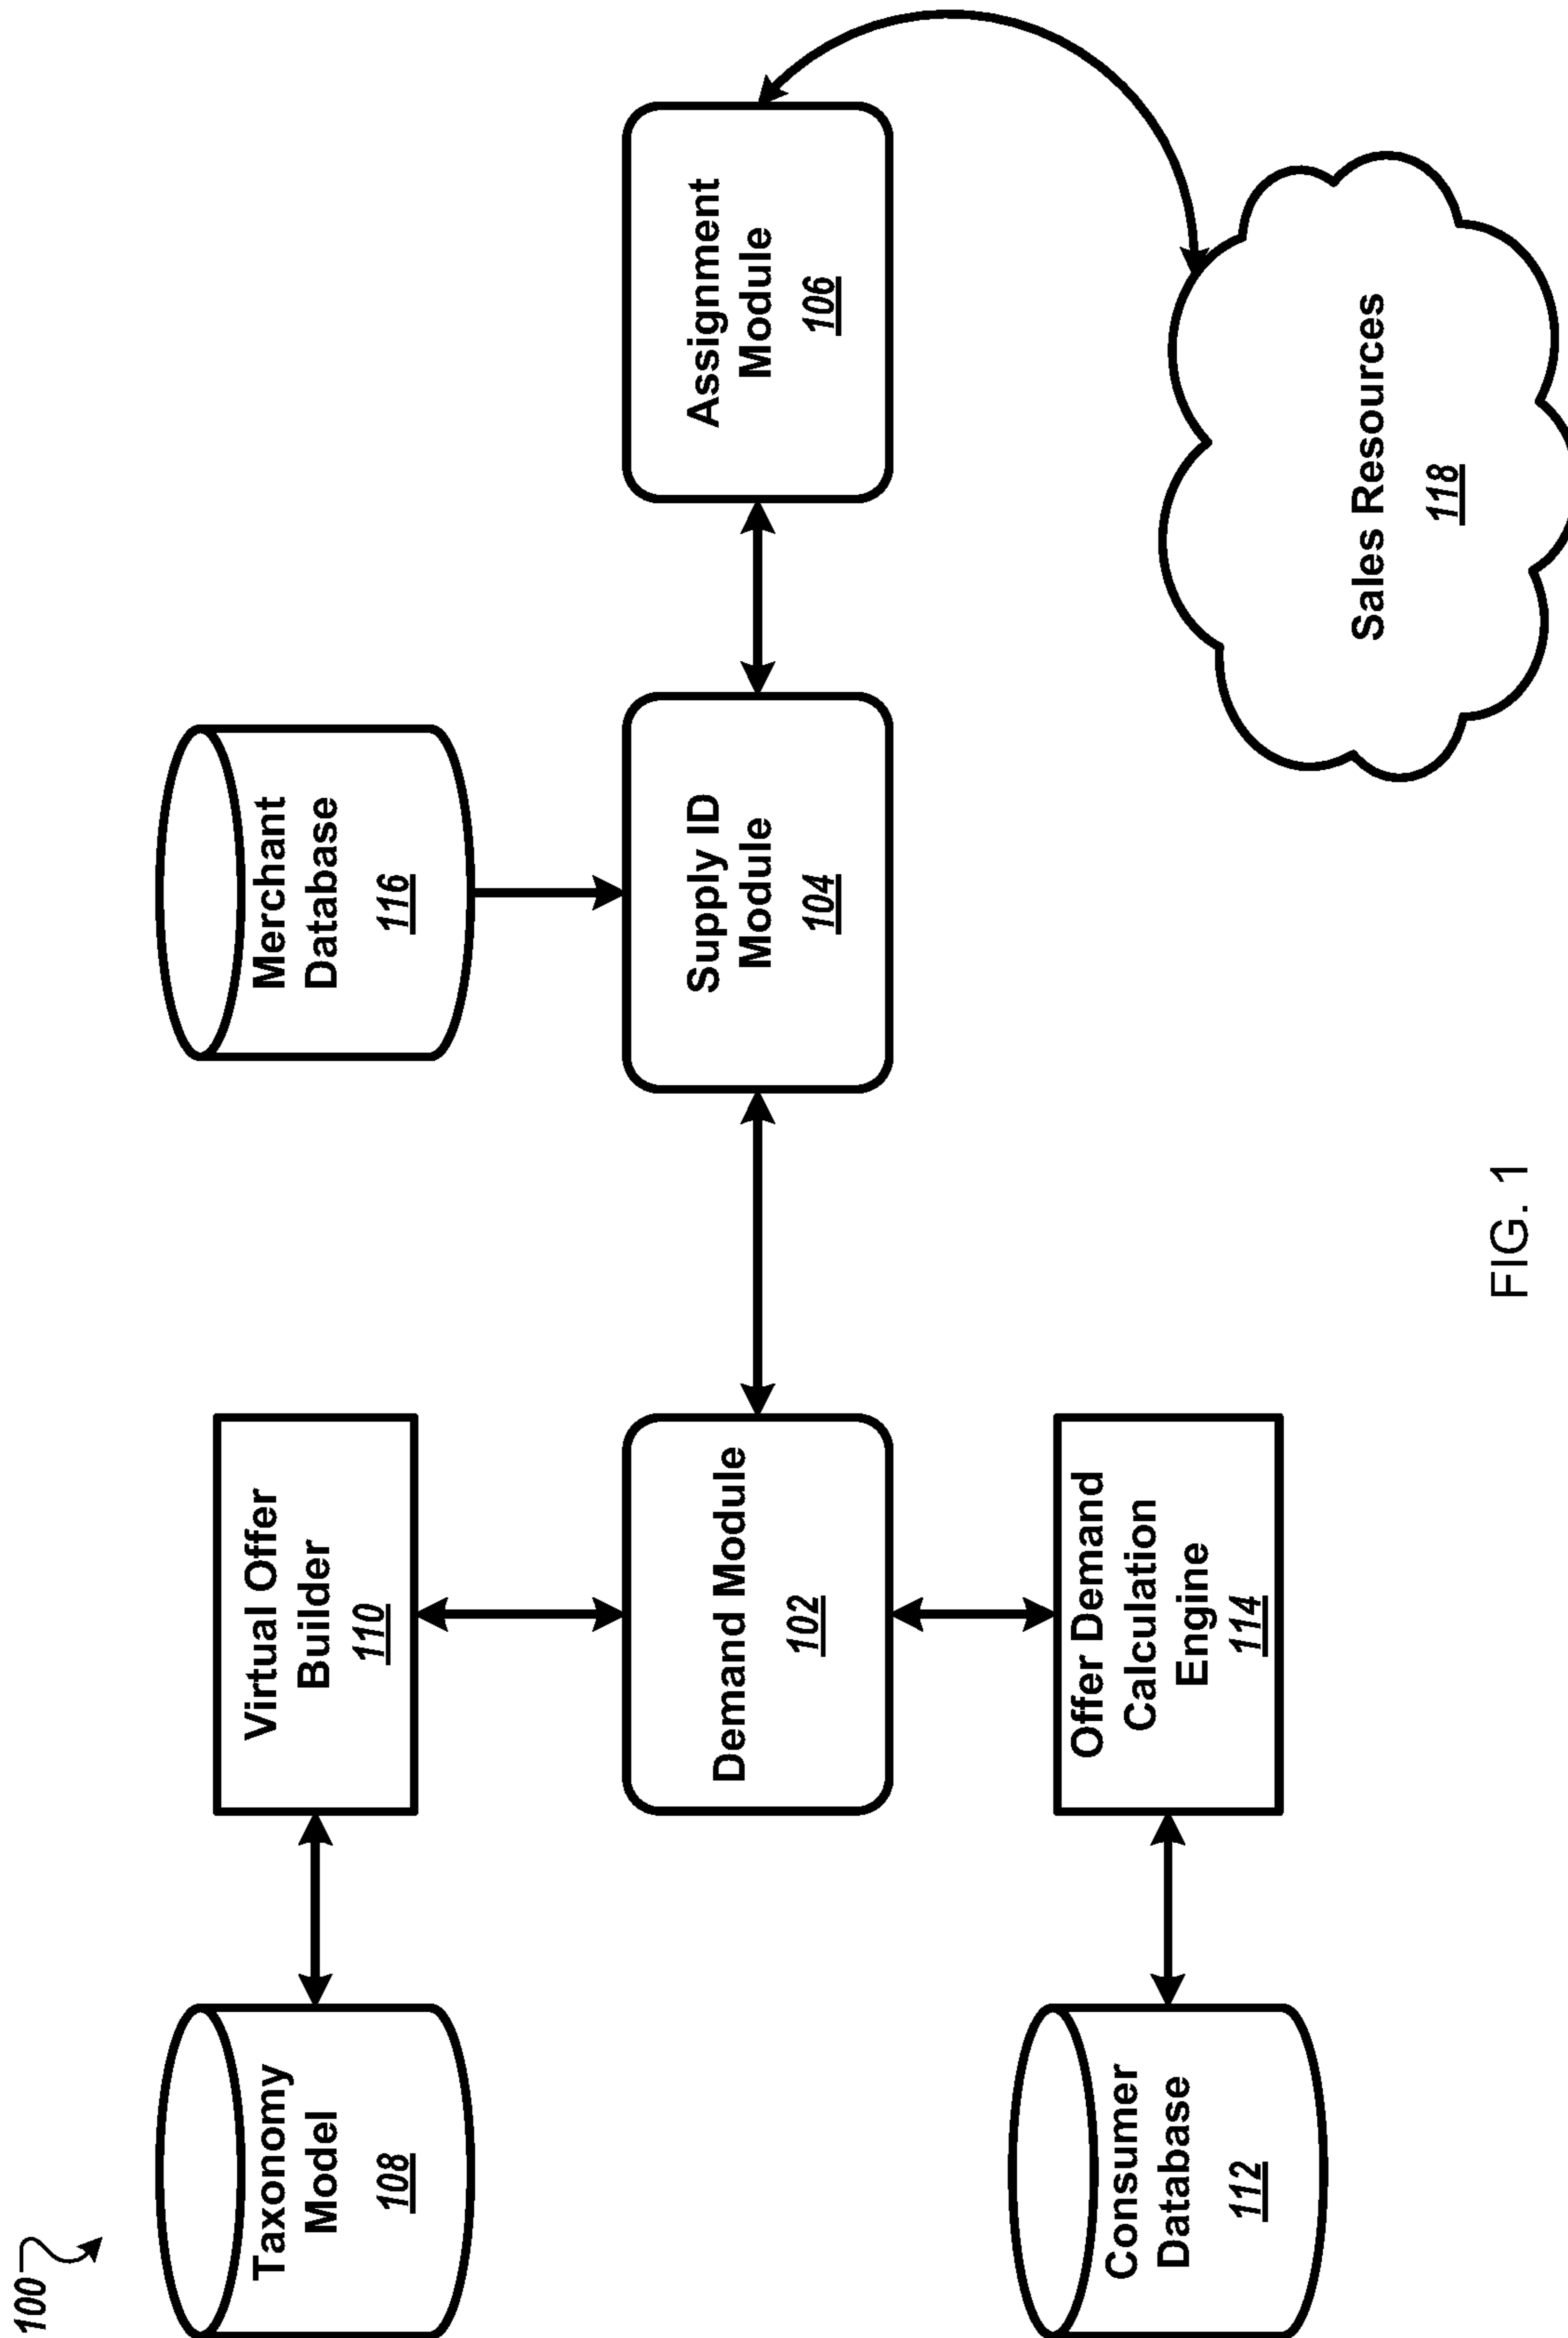 100
Taxonomy
Model
108
Virtual Offer
Builder
110
Merchant
Database
116
Demand Module
102
Supply ID
Module
104
Assignment
Module
106
Consumer
Database
112
Offer Demand
Calculation
Engine
114
Sales Resources
118
FIG. 1